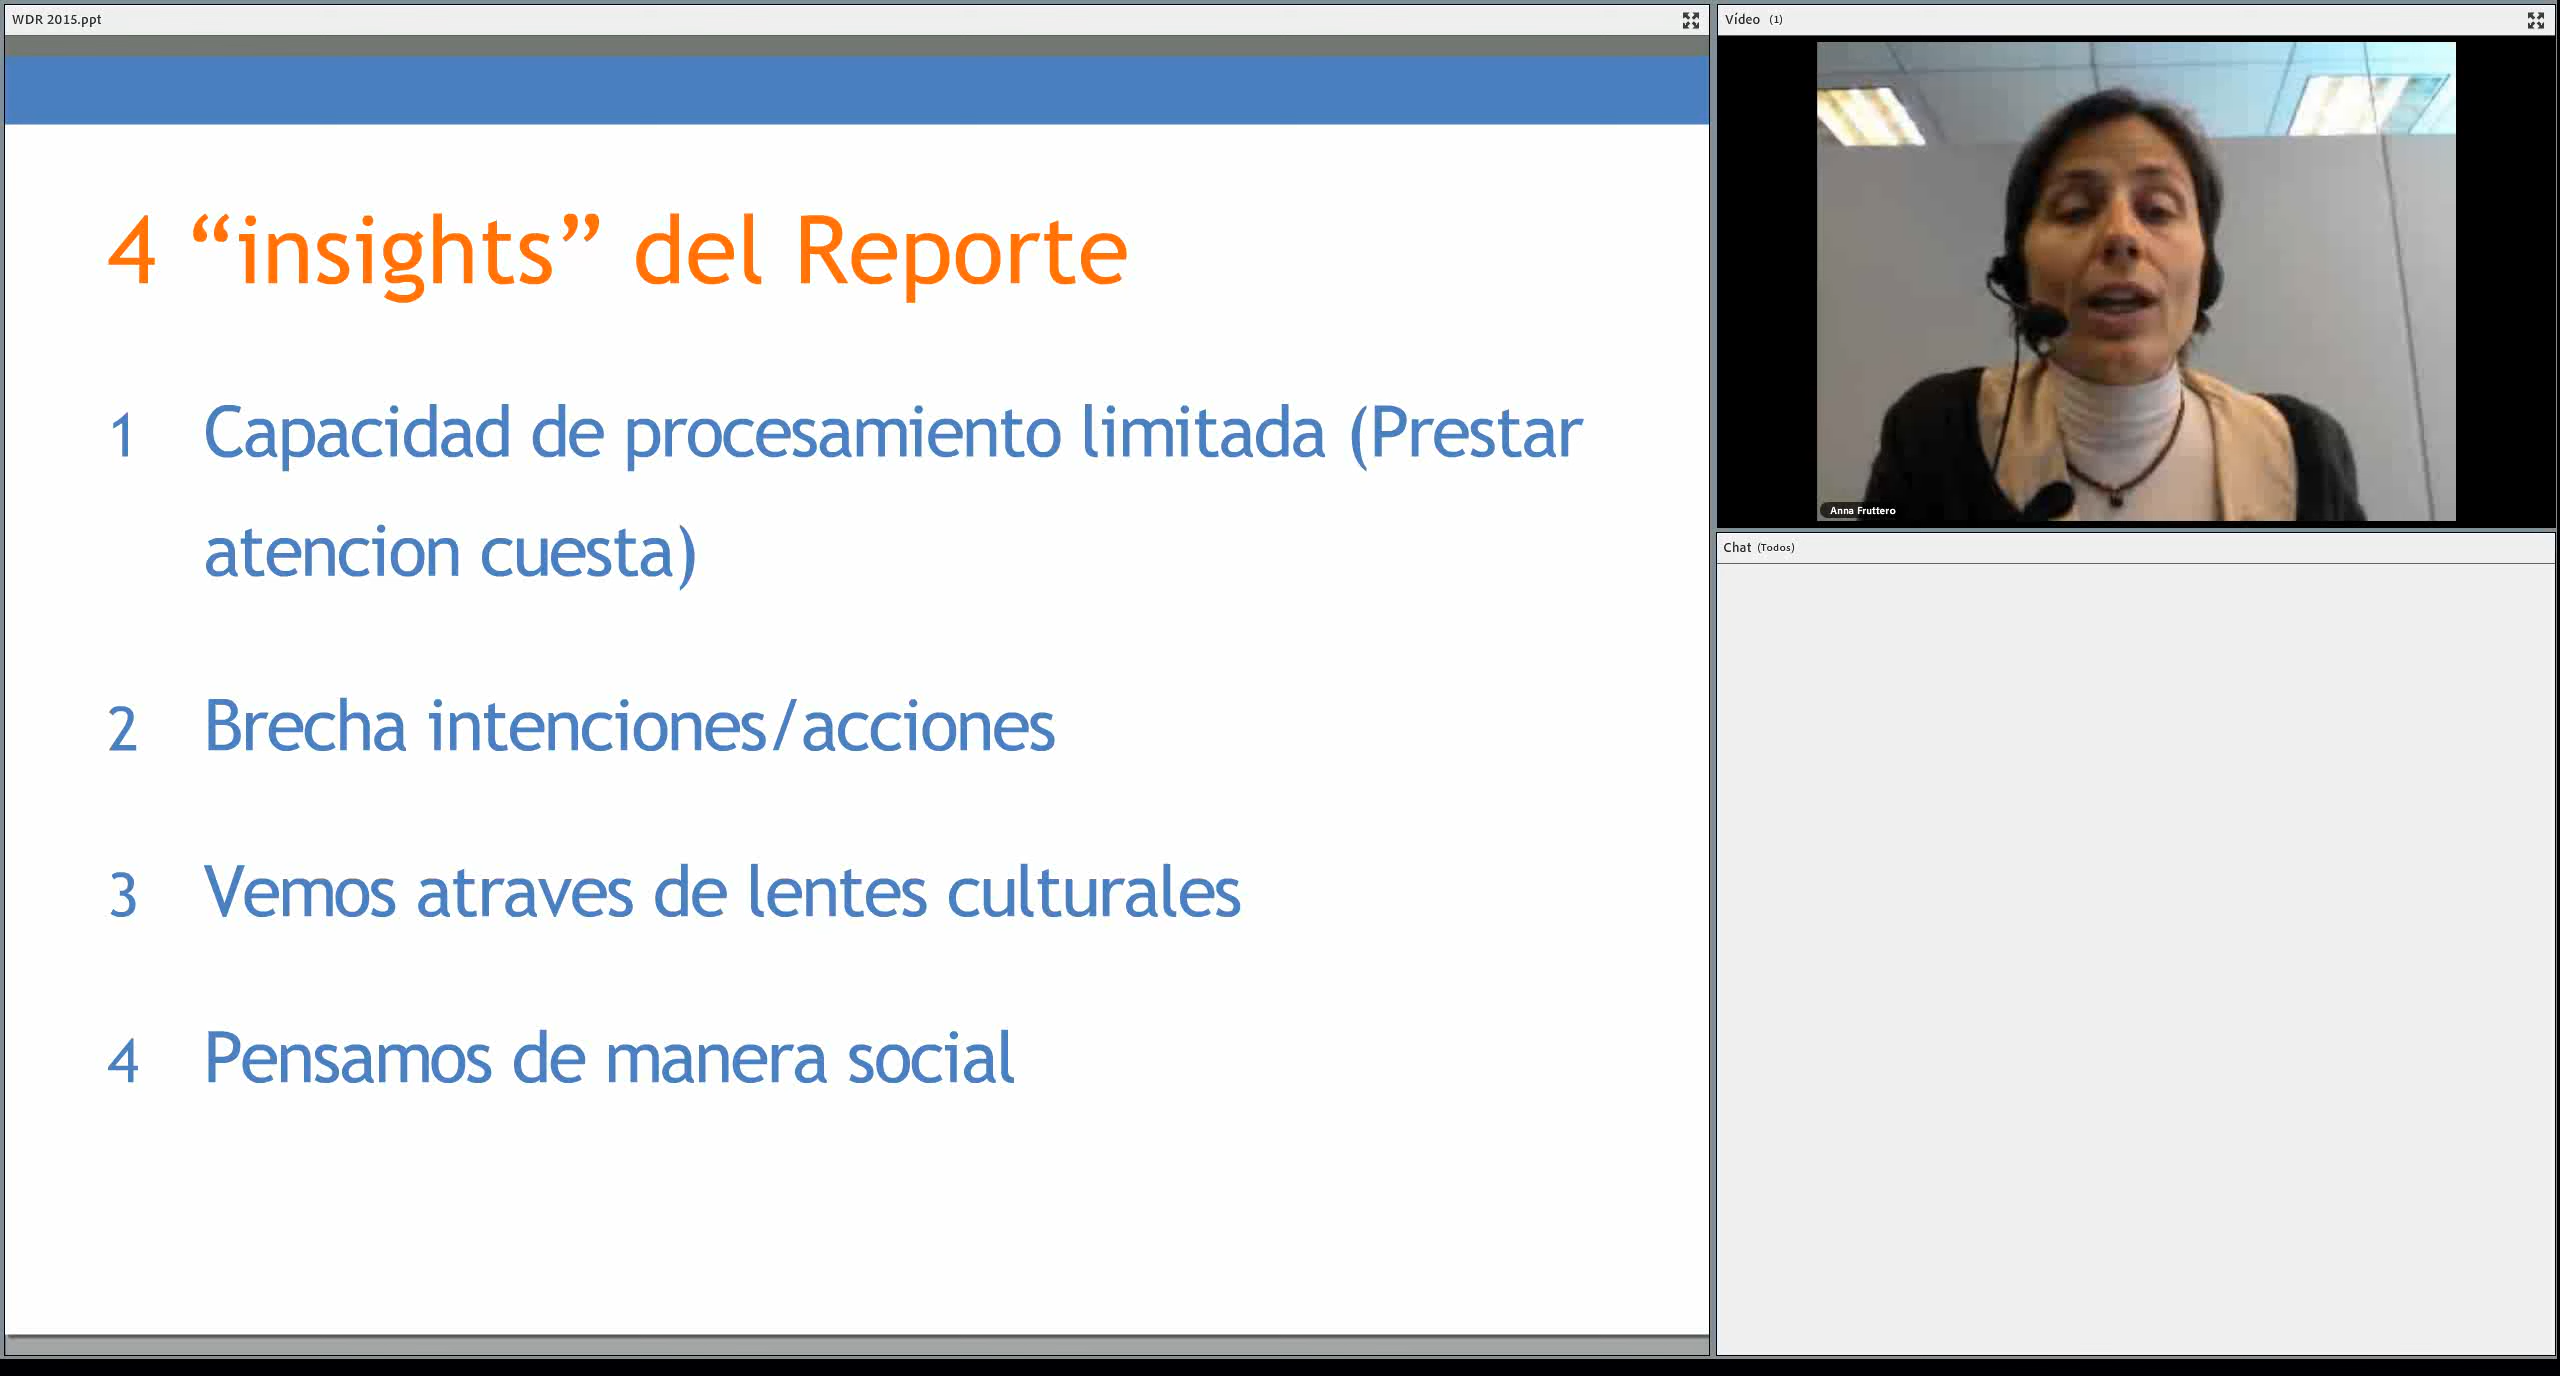 WDR 2015.ppt
4 “insights” del Reporte
1 Capacidad de procesamiento limitada (Prestar
atencion cuesta)
2 Brecha intenciones/acciones
3 Vemos atraves de lentes culturales
4 Pensamos de manera social
Vídeo (1)
Anna Fruttero
Chat (Todos)